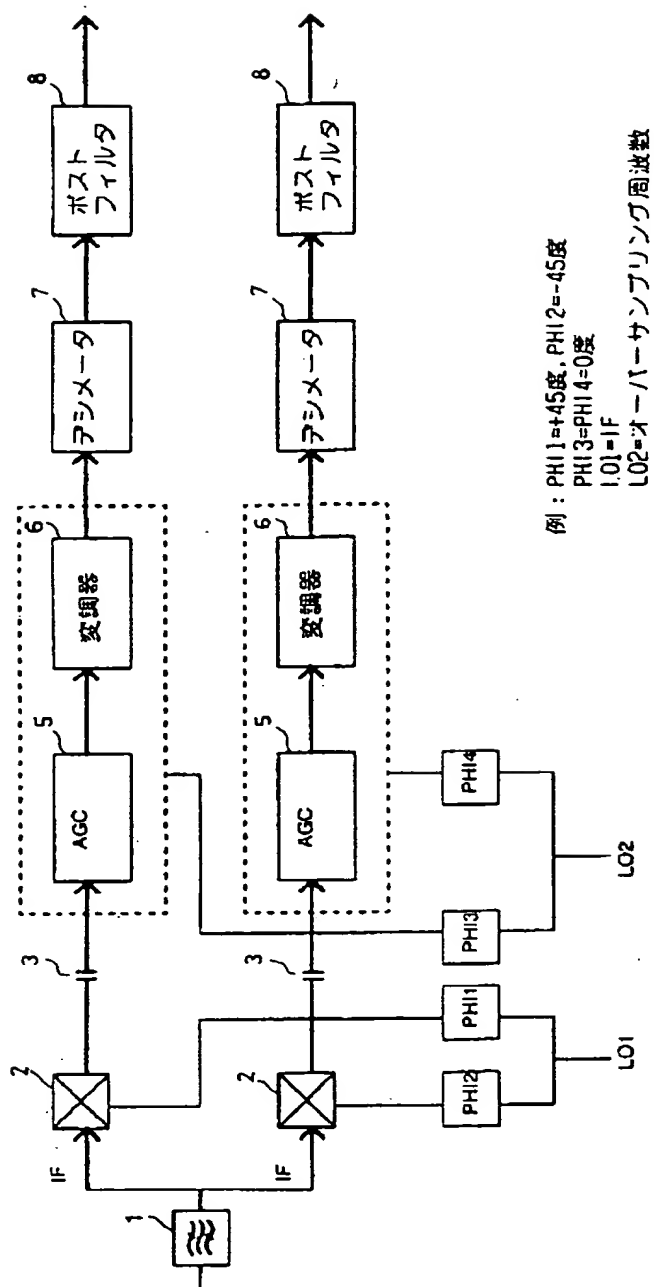 8
8
ポスト
フィルタ
ポスト
フィルタ
7
7
デシメータ
デシメータ
6
6
変調器
変調器
5
5
AGC
AGC
3
3
2
2
IF
IF
1
PHI4
PHI3
PHI1
PHI2
LO2
LO1
例：PHI1=+45度, PHI2=-45度
PHI3=PHI4=0度
LO1=IF
LO2=オーバーサンプリング周波数